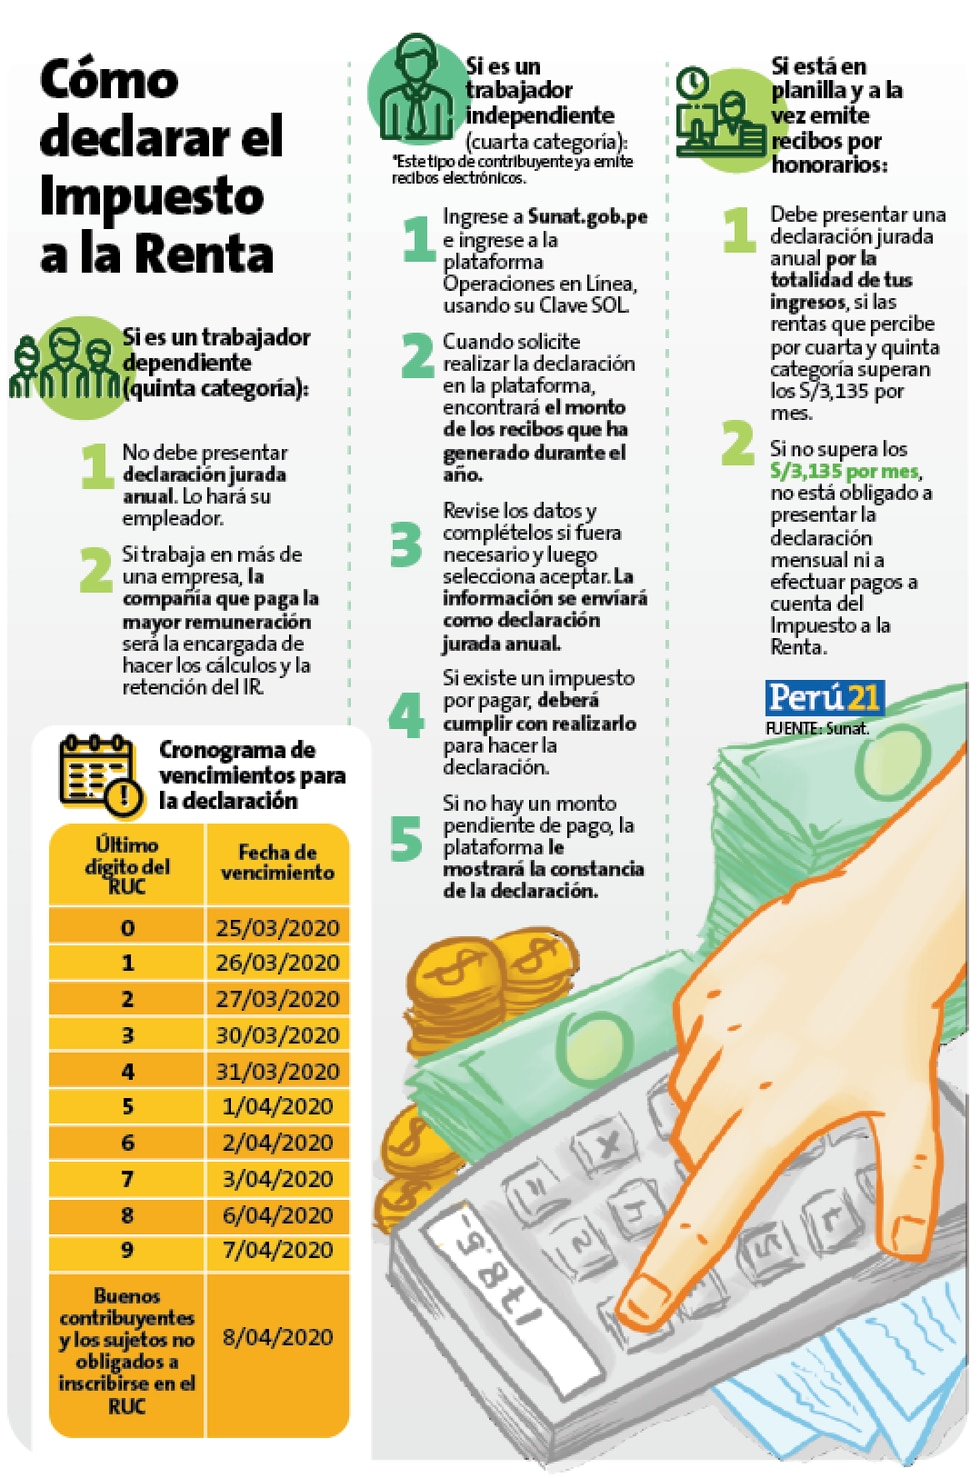 Cómo
declarar el
Impuesto
a la Renta
Si es un trabajador
dependiente
(quinta categoría):
1
No debe presentar
declaración jurada
anual. Lo hará su
empleador.
2
Si trabaja en más de
una empresa, la
compañía que paga la
mayor remuneración
será la encargada de
hacer los cálculos y la
retención del IR.
Cronograma de
vencimientos para
la declaración
Último
dígito del
RUC
Fecha de
vencimiento
0 25/03/2020
1 26/03/2020
2 27/03/2020
3 30/03/2020
4 31/03/2020
5 1/04/2020
6 2/04/2020
7 3/04/2020
8 6/04/2020
9 7/04/2020
Buenos
contribuyentes
y los sujetos no
obligados a
inscribirse en el
RUC
8/04/2020
Si es un
trabajador
independiente
(cuarta categoría):
*Este tipo de contribuyente ya emite
recibos electrónicos.
1
Ingrese a Sunat.gob.pe
e ingrese a la
plataforma
Operaciones en Línea,
usando su Clave SOL.
2
Cuando solicite
realizar la declaración
en la plataforma,
encontrará el monto
de los recibos que ha
generado durante el
año.
3
Revise los datos y
complételos si fuera
necesario y luego
selecciona aceptar. La
información se enviará
como declaración
jurada anual.
4
Si existe un impuesto
por pagar, deberá
cumplir con realizarlo
para hacer la
declaración.
5
Si no hay un monto
pendiente de pago, la
plataforma le
mostrará la constancia
de la declaración.
Si está en
planilla y a la
vez emite
recibos por
honorarios:
1
Debe presentar una
declaración jurada
anual por la
totalidad de tus
ingresos, si las
rentas que percibe
por cuarta y quinta
categoría superan
los S/3,135 por
mes.
2
Si no supera los
S/3,135 por mes,
no está obligado a
presentar la
declaración
mensual ni a
efectuar pagos a
cuenta del
Impuesto a la
Renta.
Perú21
FUENTE: Sunat.